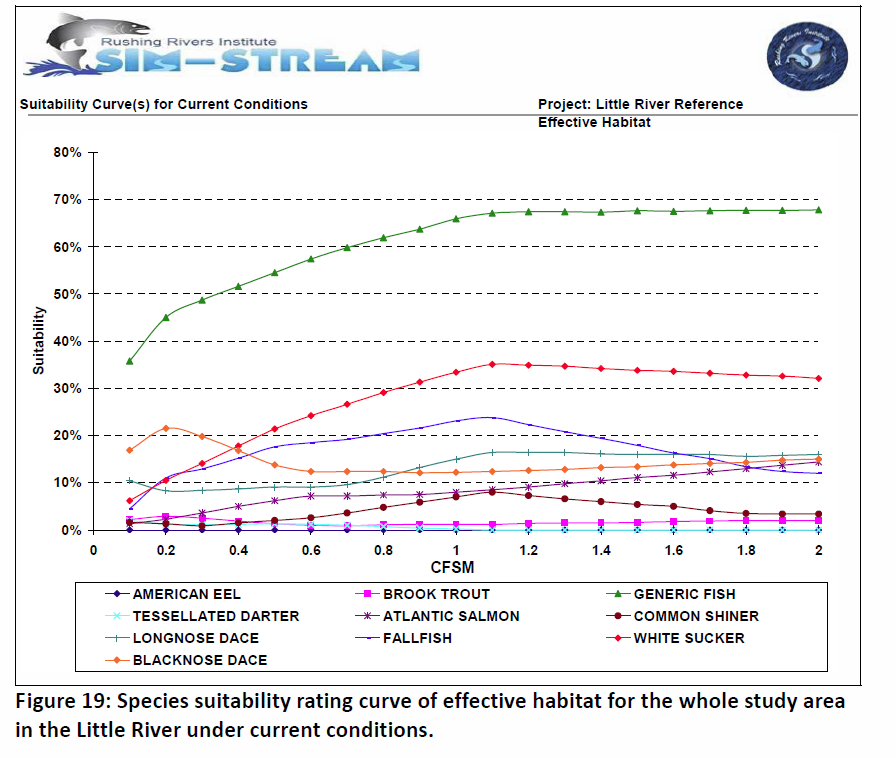 Rushing Rivers Institute
SIM-STREAM
Rushing Rivers Institute
Suitability Curve(s) for Current Conditions
Project: Little River Reference
Effective Habitat
80%
70%
60%
50%
40%
30%
20%
10%
0%
Suitability
0 0.2 0.4 0.6 0.8 1 1.2 1.4 1.6 1.8 2
CFSM
AMERICAN EEL BROOK TROUT GENERIC FISH
TESSELLATED DARTER ATLANTIC SALMON COMMON SHINER
LONGNOSE DACE FALLFISH WHITE SUCKER
BLACKNOSE DACE
Figure 19: Species suitability rating curve of effective habitat for the whole study area
in the Little River under current conditions.